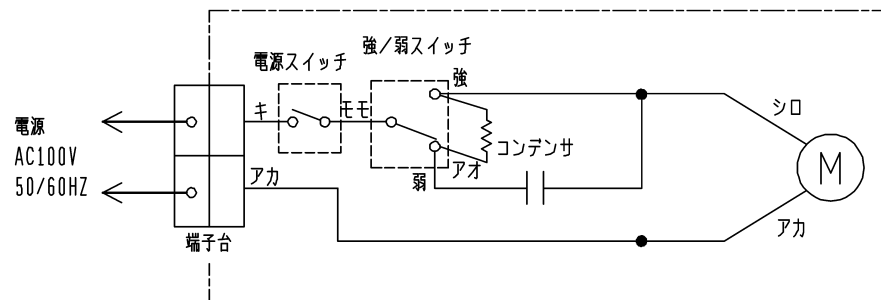 強/弱スイッチ
電源スイッチ
強
キ
モモ
シロ
電源
AC100V
50/60HZ
コンデンサ
M
アカ
弱
アオ
アカ
端子台